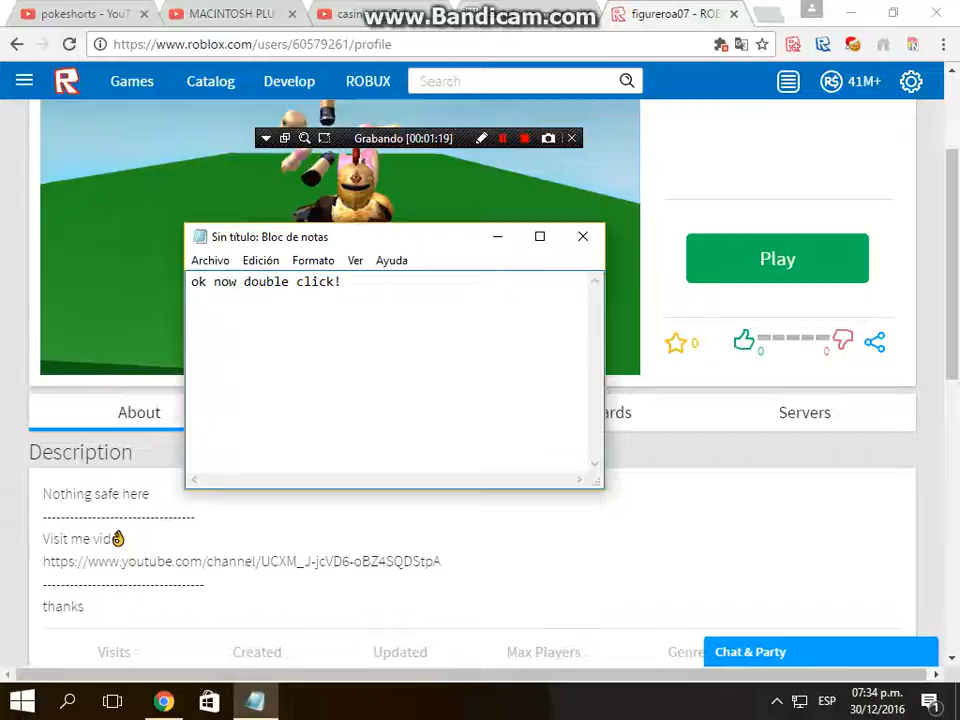 www.Bandicam.com
pokeshorts - YouT
MACINTOSH PLU
casin
figureroa07 - ROB
https://www.roblox.com/users/60579261/profile
Games
Catalog
Develop
ROBUX
Search
R$ 41M+
Grabando [00:01:19]
Sin título: Bloc de notas
Archivo
Edición
Formato
Ver
Ayuda
ok now double click!
Play
0
0
0
About
ards
Servers
Description
Nothing safe here
---------------------------------
Visit me vid👌
https://www.youtube.com/channel/UCXM_J-jcVD6-oBZ4SQDStpA
-----------------------------------
thanks
Visits
Created
Updated
Max Players
Genre
Chat & Party
ESP
07:34 p.m.
30/12/2016
1